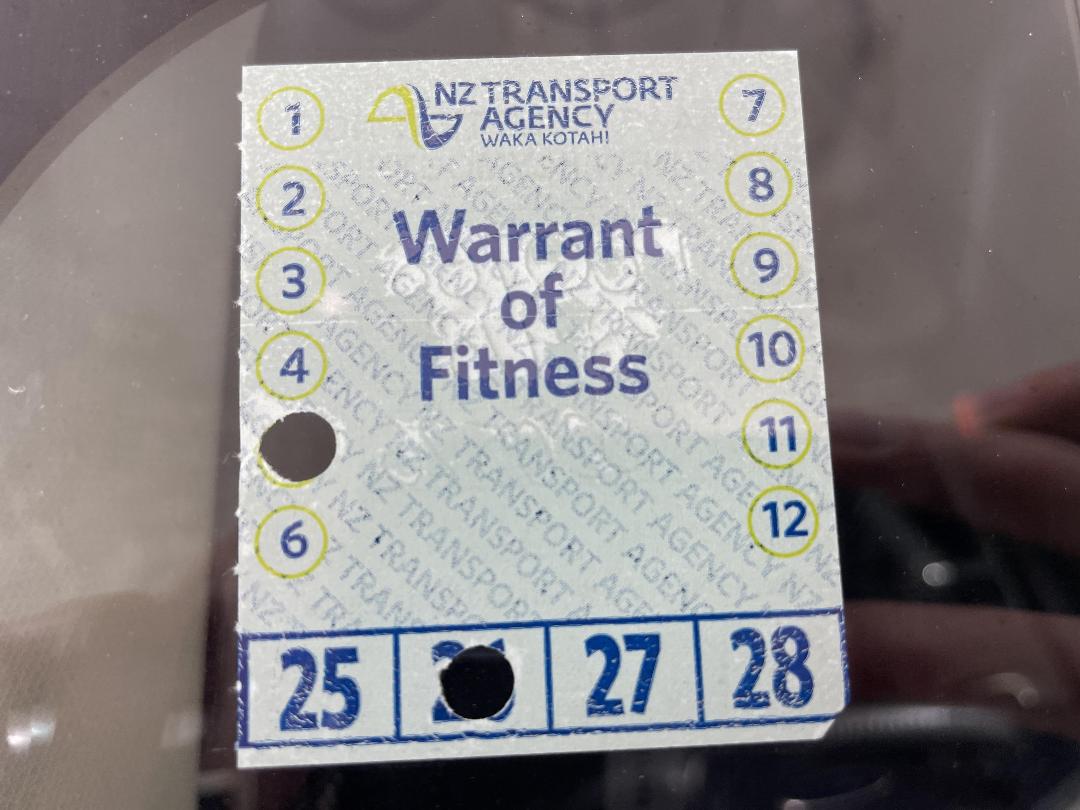 NZ TRANSPORT
AGENCY
WAKA KOTAHI
1
7
2
8
Warrant
of
Fitness
3
9
4
10
11
6
12
25
27
28